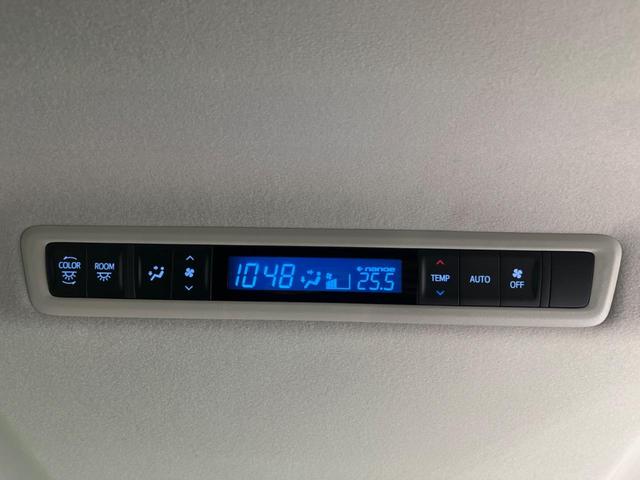 COLOR
ROOM
10:48
nanoe
25.5
TEMP
AUTO
OFF